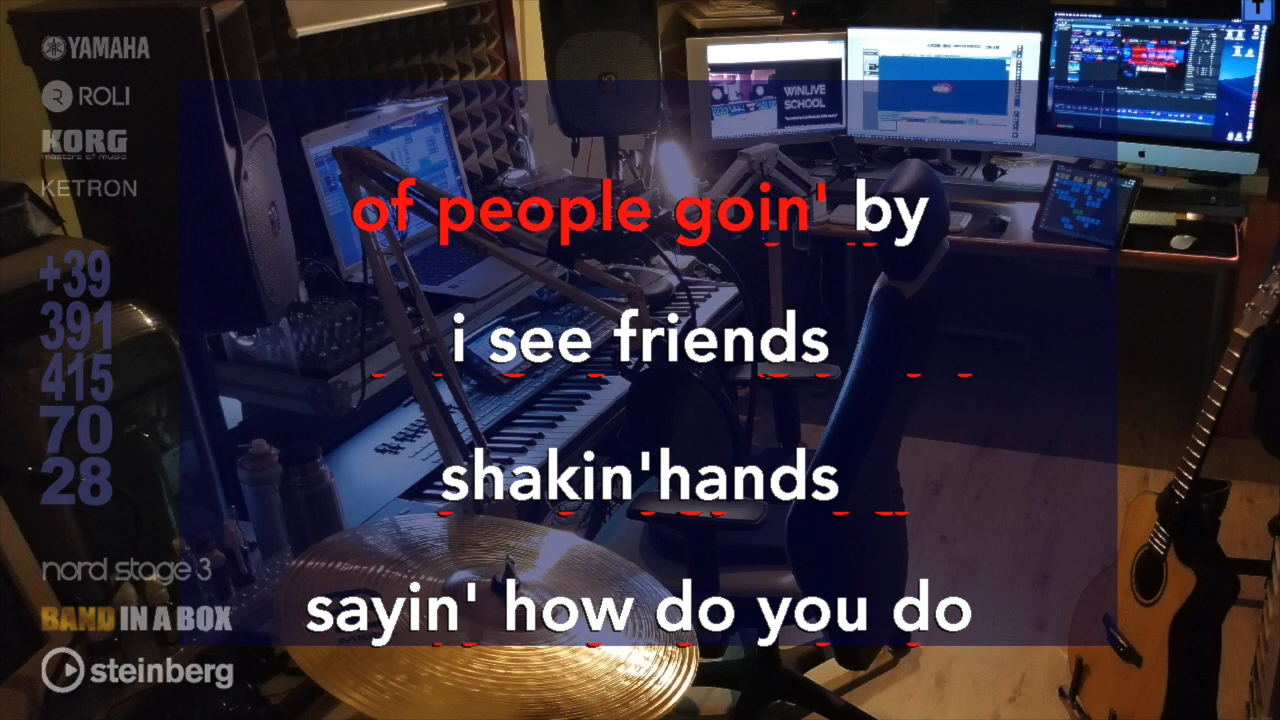 YAMAHA
ROLI
KORG
masters of music
KETRON
+39
391
415
70
28
nord stage 3
BAND IN A BOX
steinberg
WINLIVE
SCHOOL
T
of people goin' by
i see friends
shakin'hands
sayin' how do you do